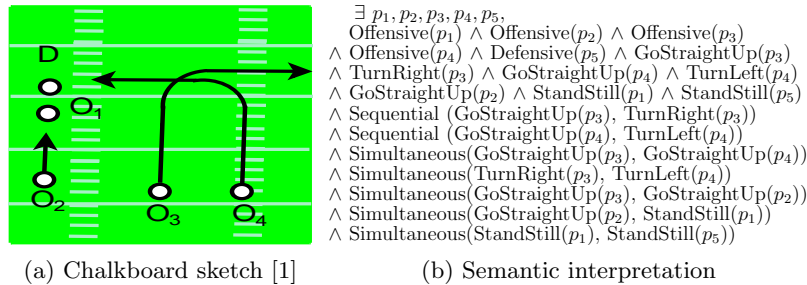 D
O₁
O₂
O₃
O₄
(a) Chalkboard sketch [1]
∃ p₁, p₂, p₃, p₄, p₅,
Offensive(p₁) ∧ Offensive(p₂) ∧ Offensive(p₃)
∧ Offensive(p₄) ∧ Defensive(p₅) ∧ GoStraightUp(p₃)
∧ TurnRight(p₃) ∧ GoStraightUp(p₄) ∧ TurnLeft(p₄)
∧ GoStraightUp(p₂) ∧ StandStill(p₁) ∧ StandStill(p₅)
∧ Sequential (GoStraightUp(p₃), TurnRight(p₃))
∧ Sequential (GoStraightUp(p₄), TurnLeft(p₄))
∧ Simultaneous(GoStraightUp(p₃), GoStraightUp(p₄))
∧ Simultaneous(TurnRight(p₃), TurnLeft(p₄))
∧ Simultaneous(GoStraightUp(p₃), GoStraightUp(p₂))
∧ Simultaneous(GoStraightUp(p₂), StandStill(p₁))
∧ Simultaneous(StandStill(p₁), StandStill(p₅))
(b) Semantic interpretation